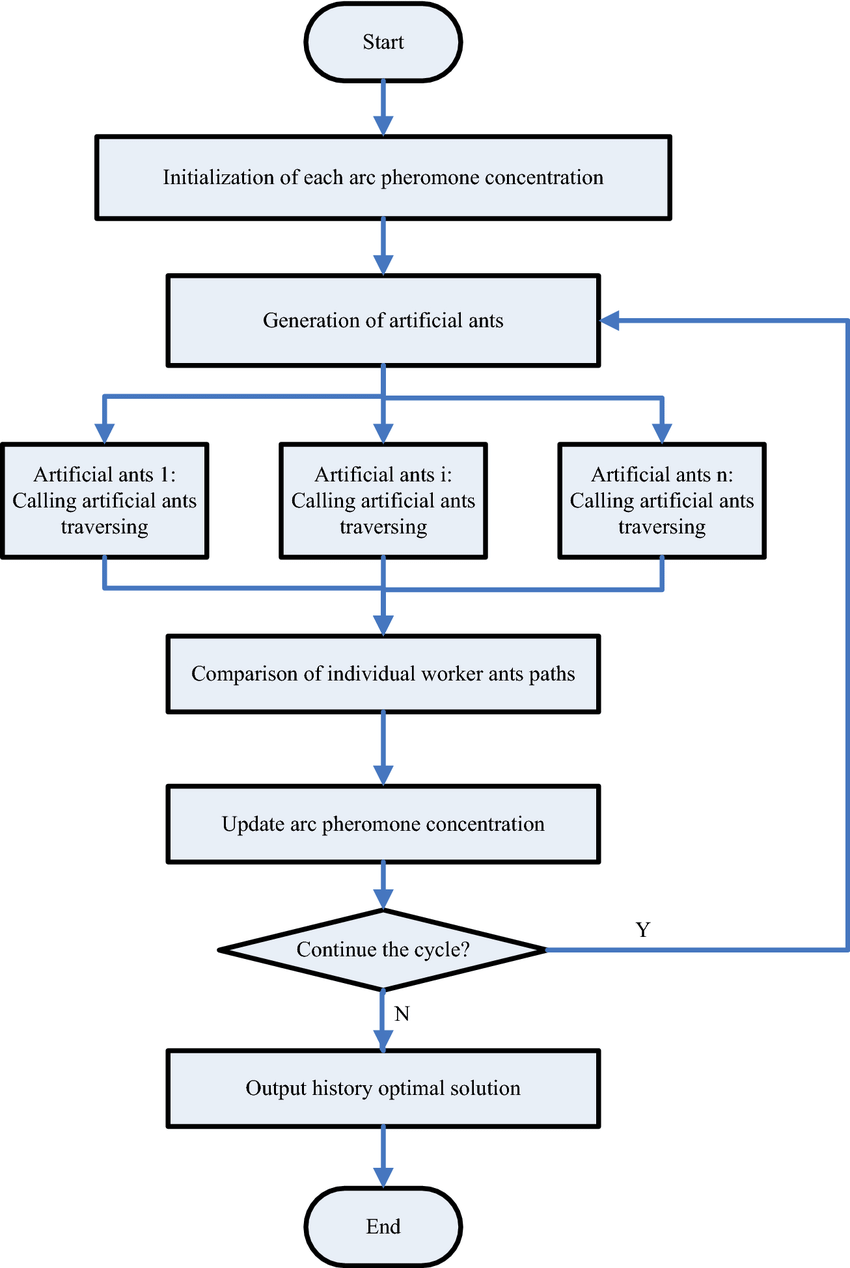 Start
Initialization of each arc pheromone concentration
Generation of artificial ants
Artificial ants 1:
Calling artificial ants
traversing
Artificial ants i:
Calling artificial ants
traversing
Artificial ants n:
Calling artificial ants
traversing
Comparison of individual worker ants paths
Update arc pheromone concentration
Continue the cycle?
Y
N
Output history optimal solution
End